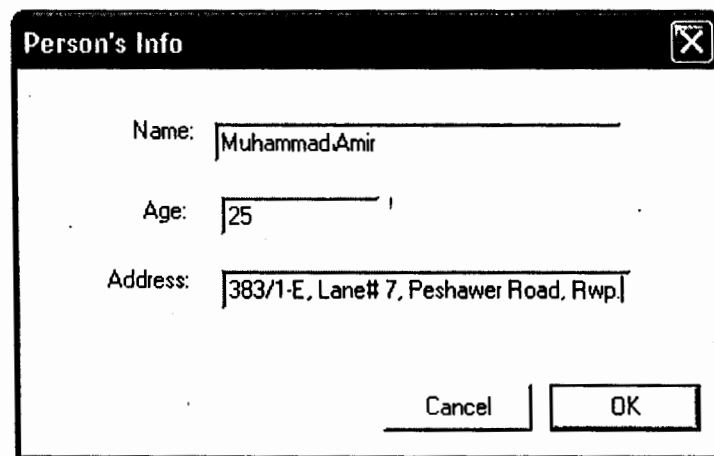 Person's Info
Name: Muhammad Amir
Age: 25
Address: 383/1-E, Lane# 7, Peshawer Road, Rwp.
Cancel OK